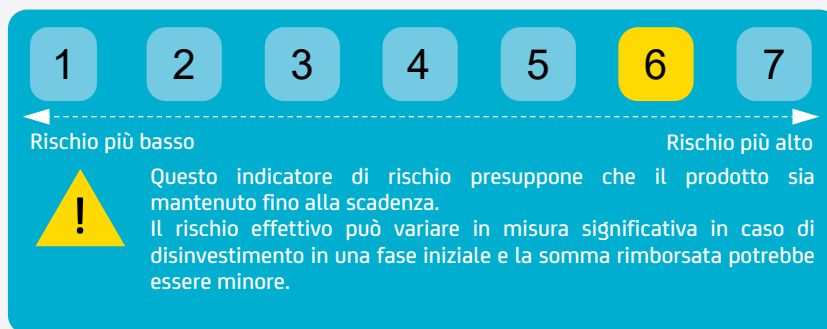 1 2 3 4 5 6 7
Rischio più basso Rischio più alto
Questo indicatore di rischio presuppone che il prodotto sia
mantenuto fino alla scadenza.
!
Il rischio effettivo può variare in misura significativa in caso di
disinvestimento in una fase iniziale e la somma rimborsata potrebbe
essere minore.